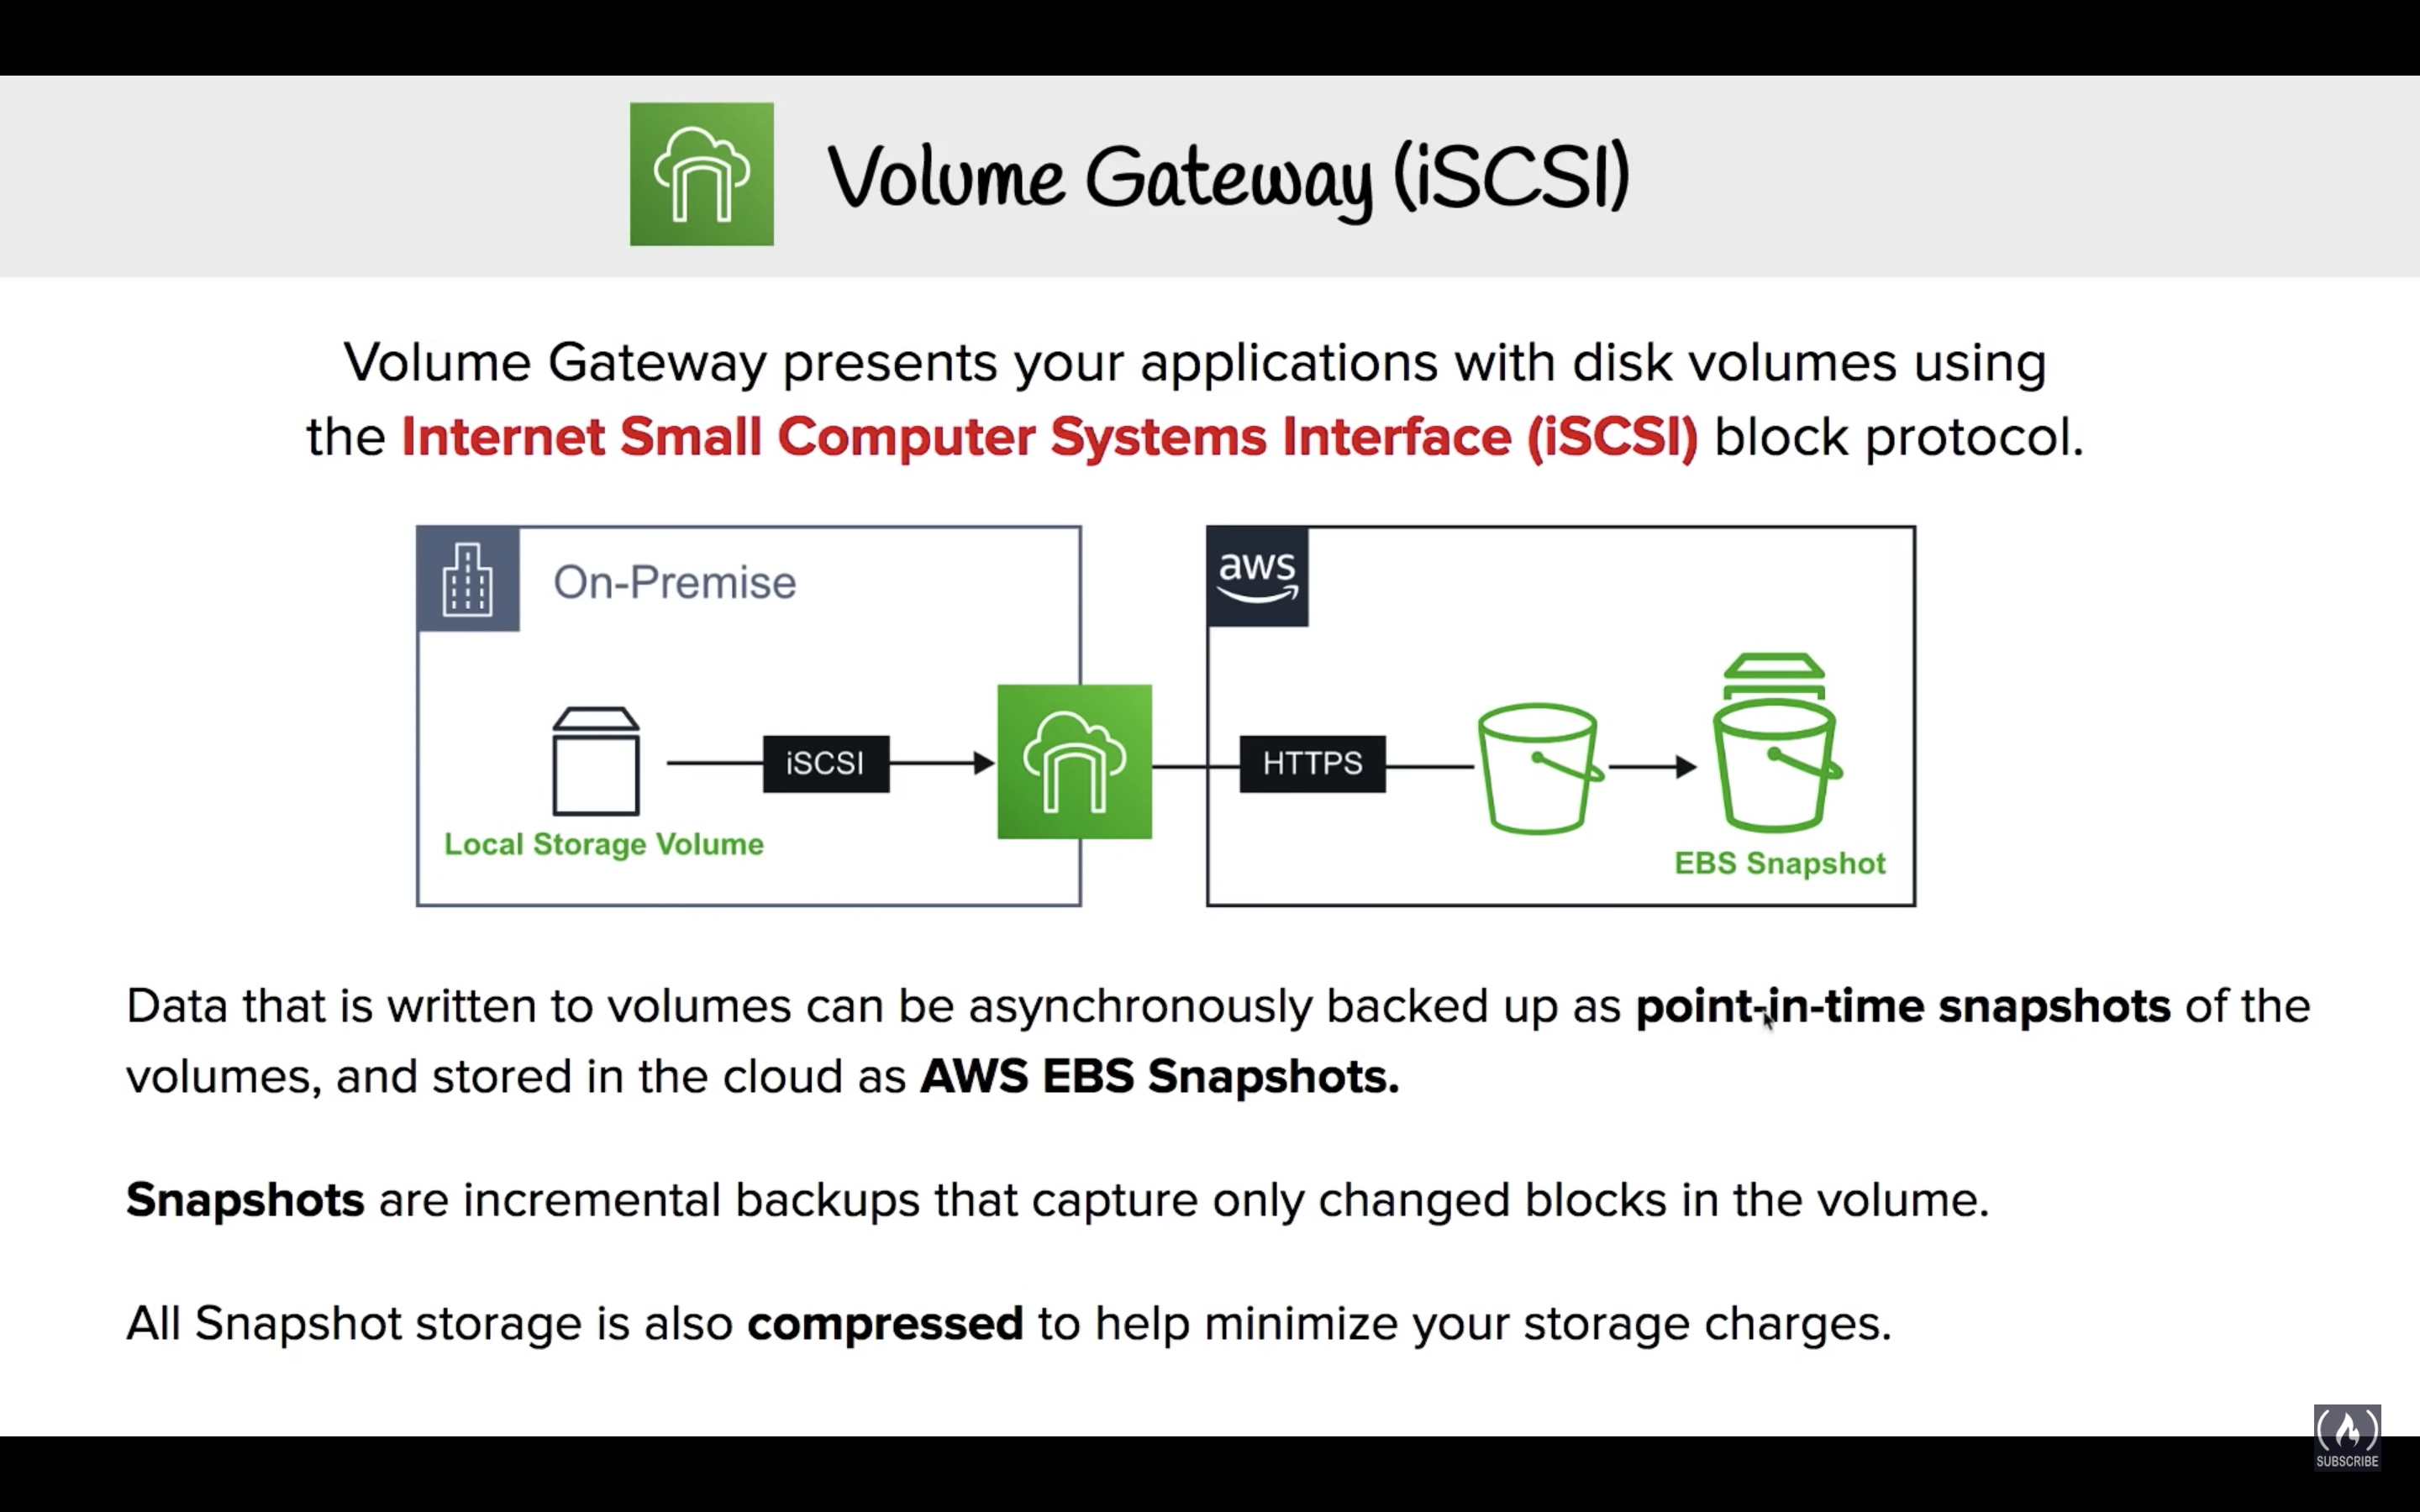 Volume Gateway (iSCSI)
Volume Gateway presents your applications with disk volumes using
the Internet Small Computer Systems Interface (iSCSI) block protocol.
On-Premise
aws
iSCSI
HTTPS
Local Storage Volume
EBS Snapshot
Data that is written to volumes can be asynchronously backed up as point-in-time snapshots of the
volumes, and stored in the cloud as AWS EBS Snapshots.
Snapshots are incremental backups that capture only changed blocks in the volume.
All Snapshot storage is also compressed to help minimize your storage charges.
SUBSCRIBE